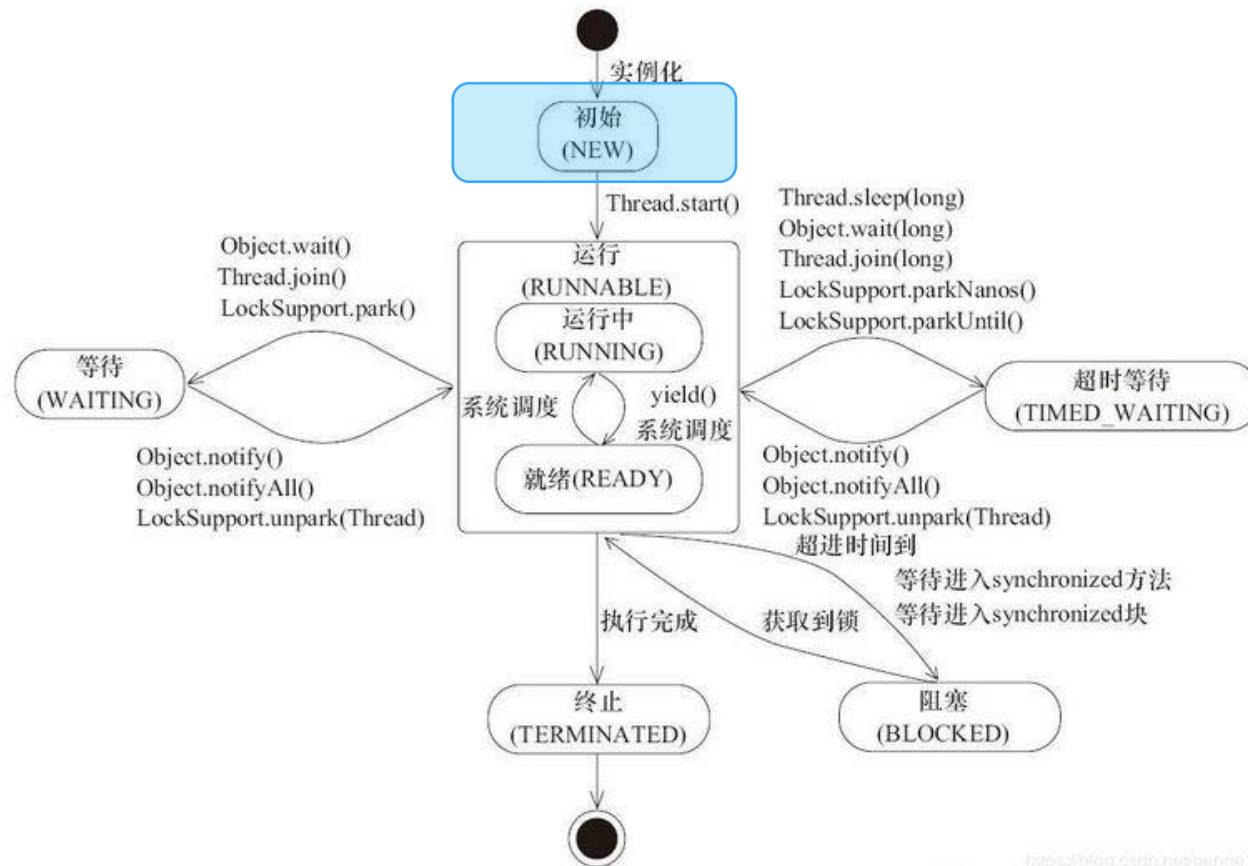 实例化
初始
(NEW)
Thread.start()
Thread.sleep(long)
Object.wait(long)
Thread.join(long)
LockSupport.parkNanos()
LockSupport.parkUntil()
Object.wait()
Thread.join()
LockSupport.park()
运行
(RUNNABLE)
运行中
(RUNNING)
等待
(WAITING)
系统调度
yield()
系统调度
超时等待
(TIMED_WAITING)
就绪(READY)
Object.notify()
Object.notifyAll()
LockSupport.unpark(Thread)
Object.notify()
Object.notifyAll()
LockSupport.unpark(Thread)
超进时间到
等待进入synchronized方法
等待进入synchronized块
执行完成
获取到锁
终止
(TERMINATED)
阻塞
(BLOCKED)